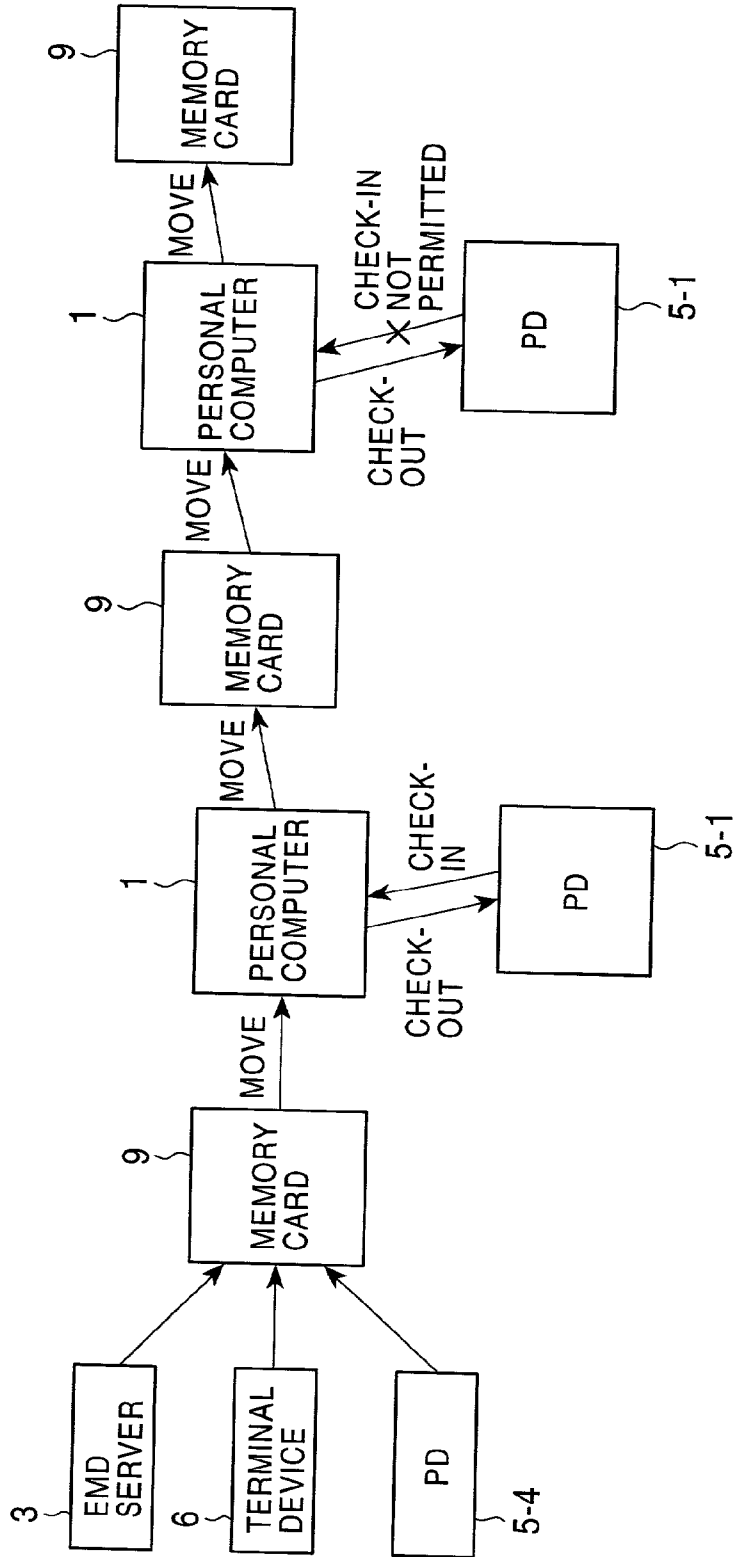 3
EMD
SERVER
6
TERMINAL
DEVICE
PD
5-4
9
MEMORY
CARD
MOVE
1
PERSONAL
COMPUTER
CHECK-
OUT
CHECK-
IN
PD
5-1
MOVE
9
MEMORY
CARD
MOVE
1
PERSONAL
COMPUTER
CHECK-
OUT
CHECK-IN
NOT
PERMITTED
PD
5-1
MOVE
9
MEMORY
CARD